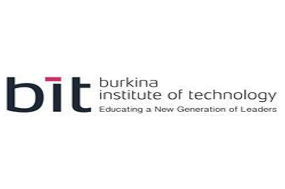 bit
burkina
institute of technology
Educating a New Generation of Leaders